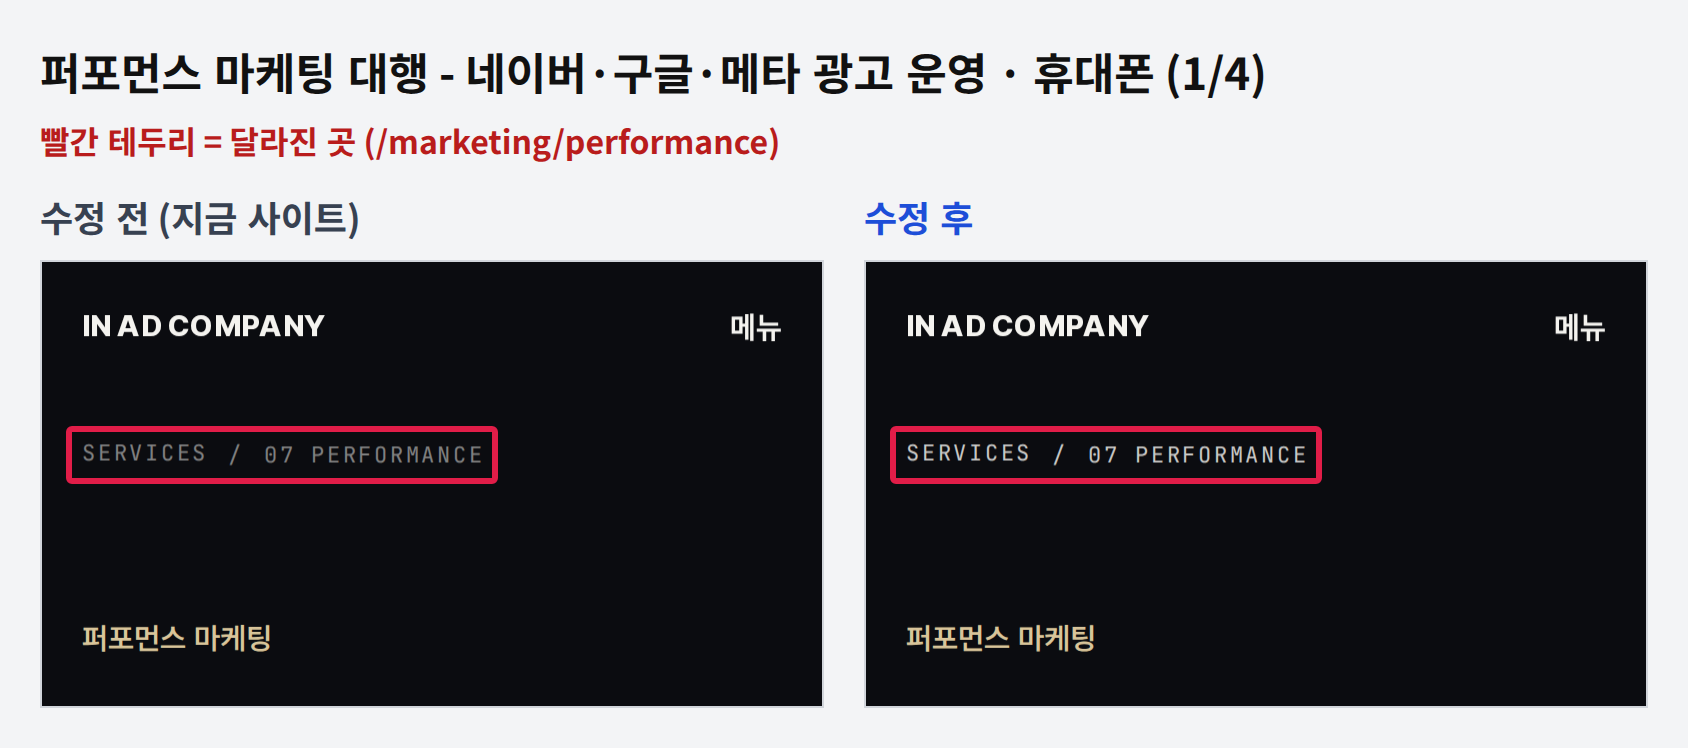 퍼포먼스 마케팅 대행 - 네이버·구글·메타 광고 운영 · 휴대폰 (1/4)
빨간 테두리 = 달라진 곳 (/marketing/performance)
수정 전 (지금 사이트)
IN AD COMPANY
메뉴
SERVICES / 07 PERFORMANCE
퍼포먼스 마케팅
수정 후
IN AD COMPANY
메뉴
SERVICES / 07 PERFORMANCE
퍼포먼스 마케팅